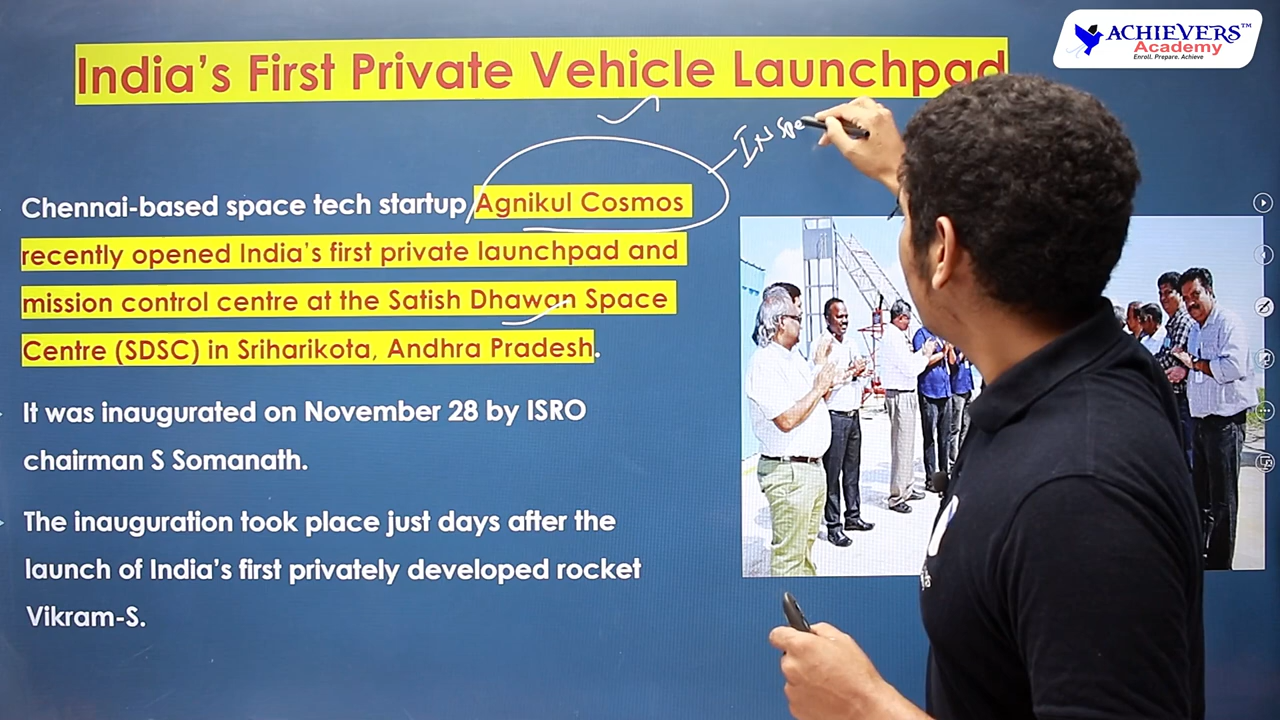 ACHIEVERS™
Academy
Enroll. Prepare. Achieve
India's First Private Vehicle Launchpad
IN Spe
Chennai-based space tech startup Agnikul Cosmos
recently opened India's first private launchpad and
mission control centre at the Satish Dhawan Space
Centre (SDSC) in Sriharikota, Andhra Pradesh.
It was inaugurated on November 28 by ISRO
chairman S Somanath.
The inauguration took place just days after the
launch of India's first privately developed rocket
Vikram-S.